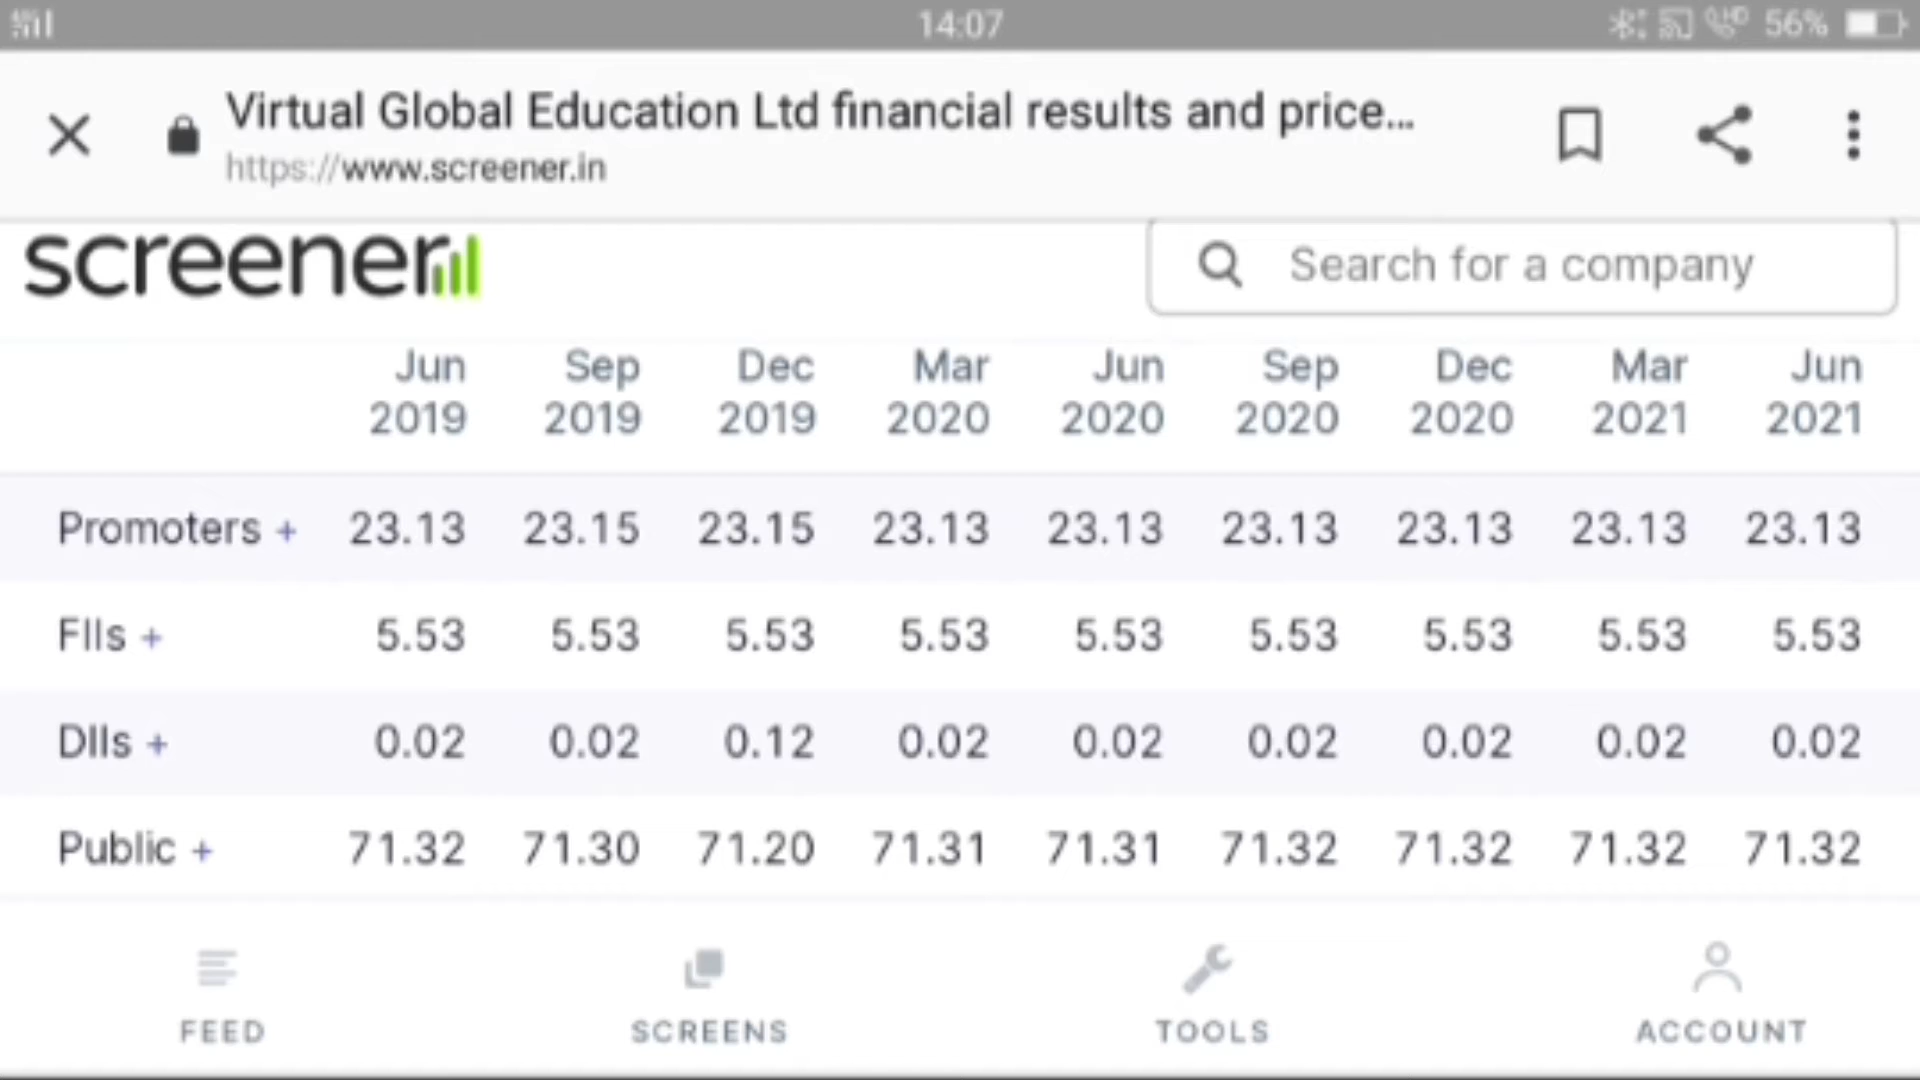 14:07
56%
Virtual Global Education Ltd financial results and price...
https://www.screener.in
screener
Search for a company
Jun Sep Dec Mar Jun Sep Dec Mar Jun
2019 2019 2019 2020 2020 2020 2020 2021 2021
Promoters + 23.13 23.15 23.15 23.13 23.13 23.13 23.13 23.13 23.13
FIIs + 5.53 5.53 5.53 5.53 5.53 5.53 5.53 5.53 5.53
DIIs + 0.02 0.02 0.12 0.02 0.02 0.02 0.02 0.02 0.02
Public + 71.32 71.30 71.20 71.31 71.31 71.32 71.32 71.32 71.32
FEED SCREENS TOOLS ACCOUNT